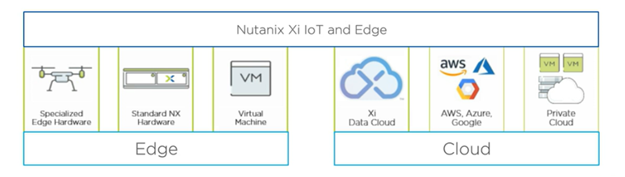 Nutanix Xi IoT and Edge
VM
aws
VM VM
Specialized
Edge Hardware
Standard NX
Hardware
Virtual
Machine
Xi
Data Cloud
AWS, Azure,
Google
Private
Cloud
Edge
Cloud